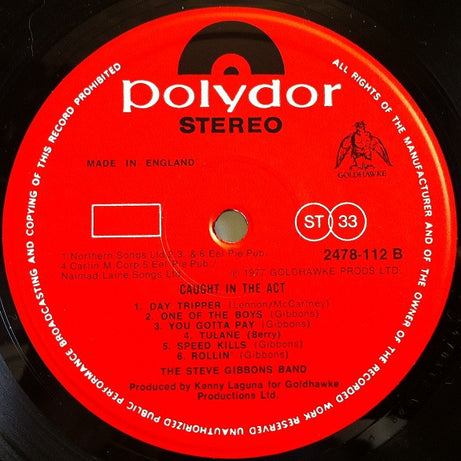 polydor
STEREO
MADE IN ENGLAND
GOLDHAWKE
ST 33
2478-112 B
1 Northern Songs Ltd 2,3, & 6 Eel Pie Pub.
4 Carlin M. Corp. 5 Eel Pie Pub./
Naimad Laine Songs Ltd.
℗ 1977 GOLDHAWKE PRODS LTD.
CAUGHT IN THE ACT
1. DAY TRIPPER (Lennon/McCartney)
2. ONE OF THE BOYS (Gibbons)
3. YOU GOTTA PAY (Gibbons)
4. TULANE (Berry)
5. SPEED KILLS (Gibbons)
6. ROLLIN' (Gibbons)
THE STEVE GIBBONS BAND
Produced by Kenny Laguna for Goldhawke
Productions Ltd.
ALL RIGHTS OF THE MANUFACTURER AND OF THE OWNER OF THE RECORDED WORK RESERVED UNAUTHORIZED PUBLIC PERFORMANCE BROADCASTING AND COPYING OF THIS RECORD PROHIBITED